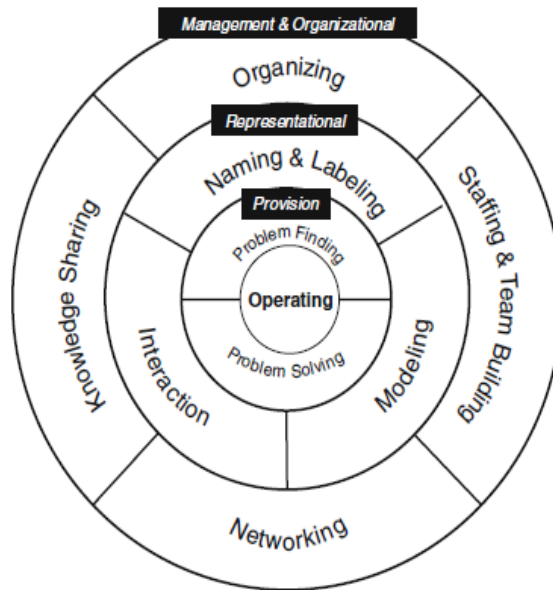 Management & Organizational
Organizing
Representational
Naming & Labeling
Provision
Problem Finding
Operating
Problem Solving
Knowledge Sharing
Staffing & Team Building
Interaction
Modeling
Networking